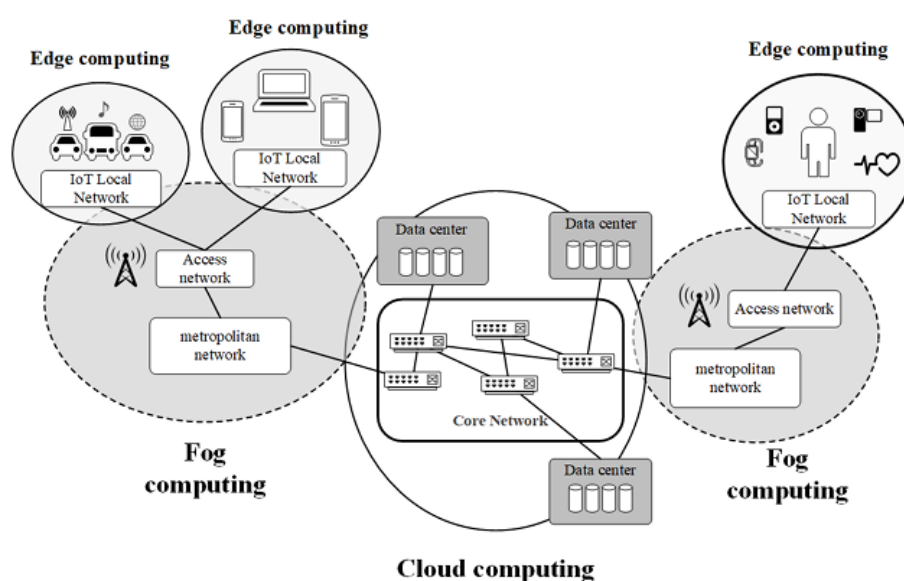 Edge computing
Edge computing
Edge computing
IoT Local
Network
IoT Local
Network
IoT Local
Network
Data center
Data center
Access
network
Access network
metropolitan
network
metropolitan
network
Core Network
Data center
Fog
computing
Fog
computing
Cloud computing